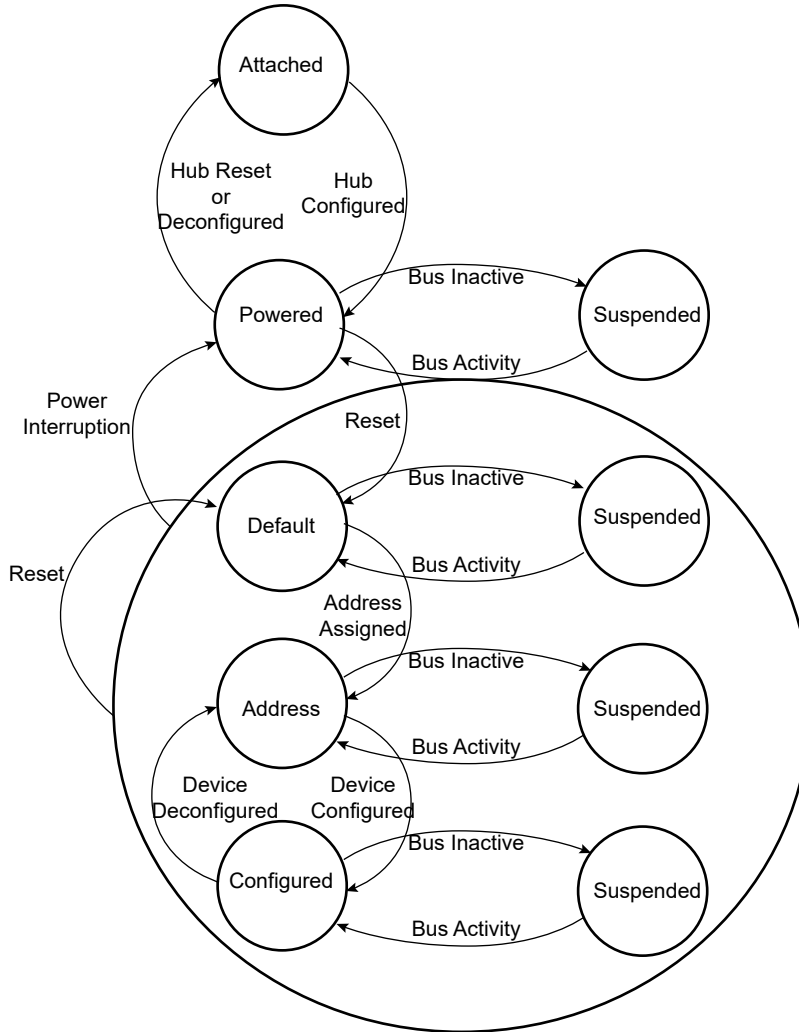 Attached
Hub Reset
or
Deconfigured
Hub
Configured
Powered
Bus Inactive
Suspended
Bus Activity
Power
Interruption
Reset
Default
Bus Inactive
Suspended
Bus Activity
Reset
Address
Assigned
Address
Bus Inactive
Suspended
Bus Activity
Device
Deconfigured
Device
Configured
Configured
Bus Inactive
Suspended
Bus Activity